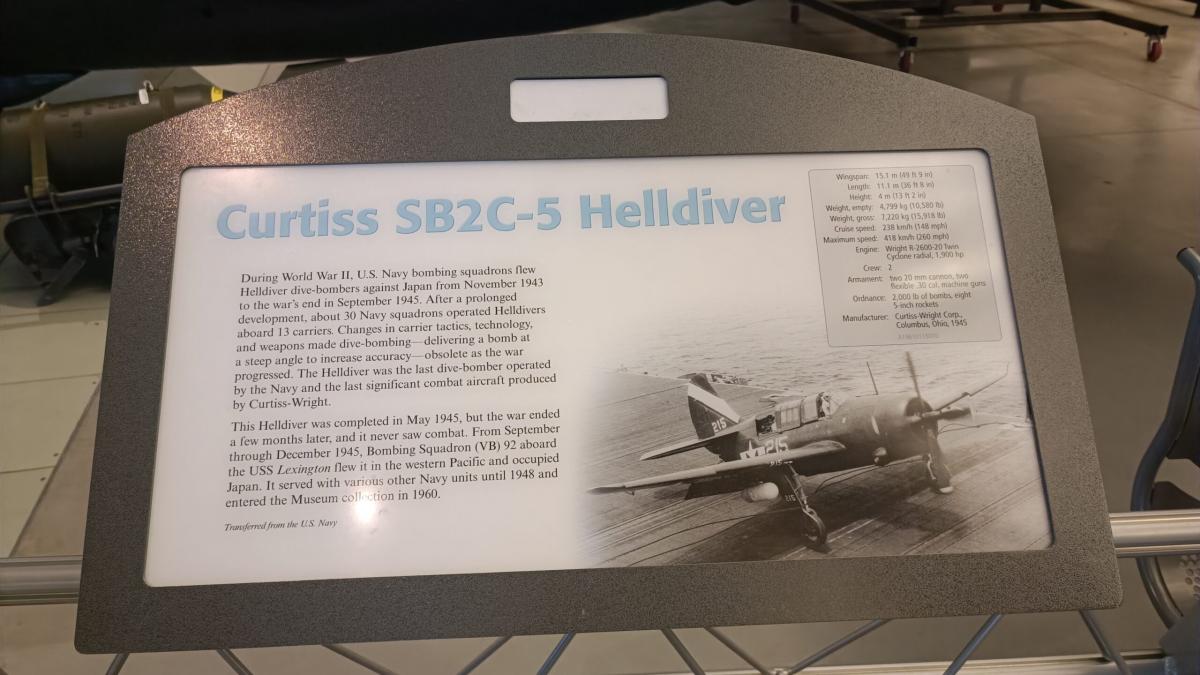 Curtiss SB2C-5 Helldiver
During World War II, U.S. Navy bombing squadrons flew
Helldiver dive-bombers against Japan from November 1943
to the war's end in September 1945. After a prolonged
development, about 30 Navy squadrons operated Helldivers
aboard 13 carriers. Changes in carrier tactics, technology,
and weapons made dive-bombing—delivering a bomb at
a steep angle to increase accuracy—obsolete as the war
progressed. The Helldiver was the last dive-bomber operated
by the Navy and the last significant combat aircraft produced
by Curtiss-Wright.
This Helldiver was completed in May 1945, but the war ended
a few months later, and it never saw combat. From September
through December 1945, Bombing Squadron (VB) 92 aboard
the USS Lexington flew it in the western Pacific and occupied
Japan. It served with various other Navy units until 1948 and
entered the Museum collection in 1960.
Transferred from the U.S. Navy
Wingspan: 15.1 m (49 ft 9 in)
Length: 11.1 m (36 ft 8 in)
Height: 4 m (13 ft 2 in)
Weight, empty: 4,799 kg (10,580 lb)
Weight, gross: 7,220 kg (15,918 lb)
Cruise speed: 238 km/h (148 mph)
Maximum speed: 418 km/h (260 mph)
Engine: Wright R-2600-20 Twin
Cyclone radial, 1,900 hp
Crew: 2
Armament: two 20 mm cannon, two
flexible .30 cal. machine guns
Ordnance: 2,000 lb of bombs, eight
5-inch rockets
Manufacturer: Curtiss-Wright Corp.,
Columbus, Ohio, 1945
215
215
215